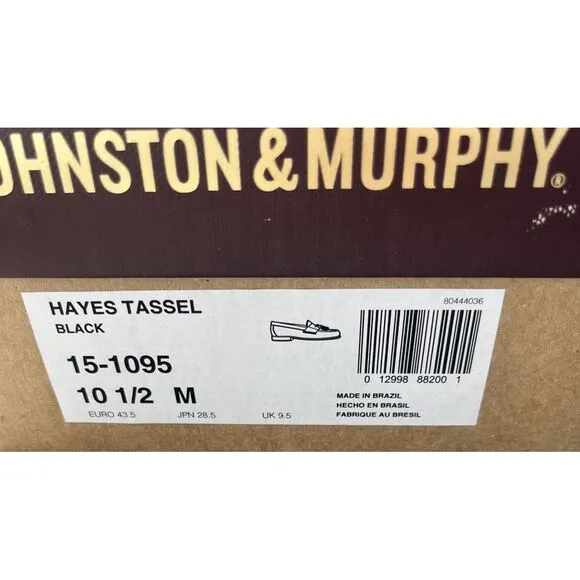 OHNSTON & MURPHY®
HAYES TASSEL
BLACK
80444036
15-1095
10 1/2 M
EURO 43.5 JPN 28.5 UK 9.5
0 12998 88200 1
MADE IN BRAZIL
HECHO EN BRASIL
FABRIQUE AU BRESIL